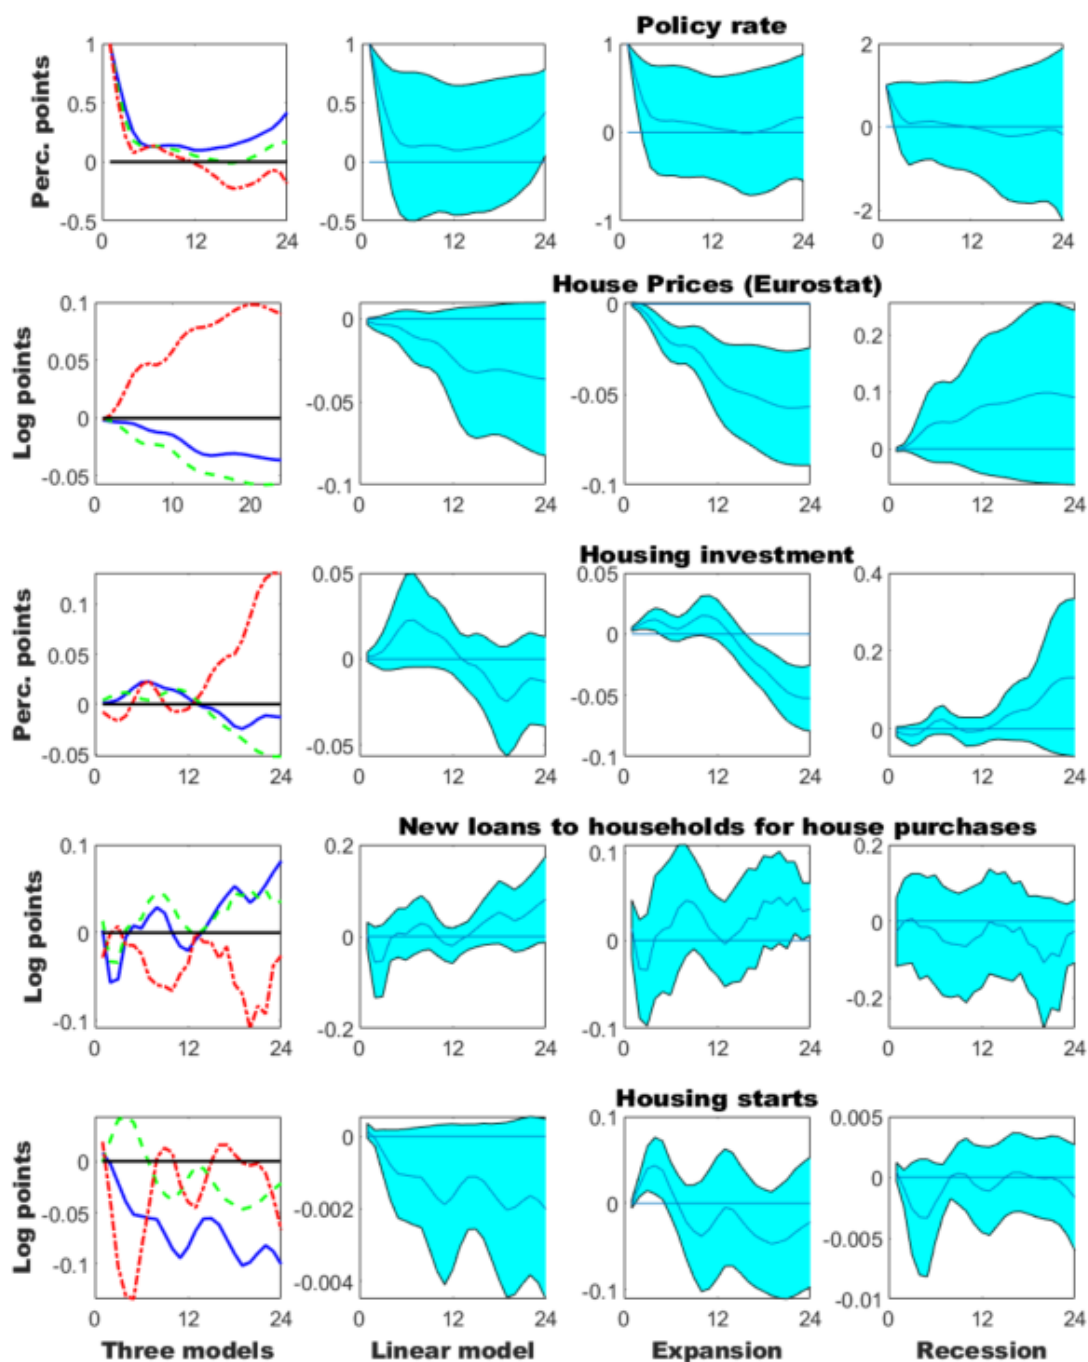 Policy rate
Perc. points
1
0.5
0
-0.5
0 12 24
1
0.5
0
-0.5
0 12 24
1
0
-1
0 12 24
2
0
-2
0 12 24
House Prices (Eurostat)
Log points
0.1
0.05
0
-0.05
0 10 20
0
-0.05
-0.1
0 12 24
0
-0.05
-0.1
0 12 24
0.2
0.1
0
0 12 24
Housing investment
Perc. points
0.1
0.05
0
-0.05
0 12 24
0.05
0
-0.05
0 12 24
0.05
0
-0.05
-0.1
0 12 24
0.4
0.2
0
0 12 24
New loans to households for house purchases
Log points
0.1
0
-0.1
0 12 24
0.2
0
-0.2
0 12 24
0.1
0
-0.1
0 12 24
0.2
0
-0.2
0 12 24
Housing starts
Log points
0
-0.05
-0.1
0 12 24
0
-0.002
-0.004
0 12 24
0.1
0
-0.1
0 12 24
0.005
0
-0.005
-0.01
0 12 24
Three models
Linear model
Expansion
Recession